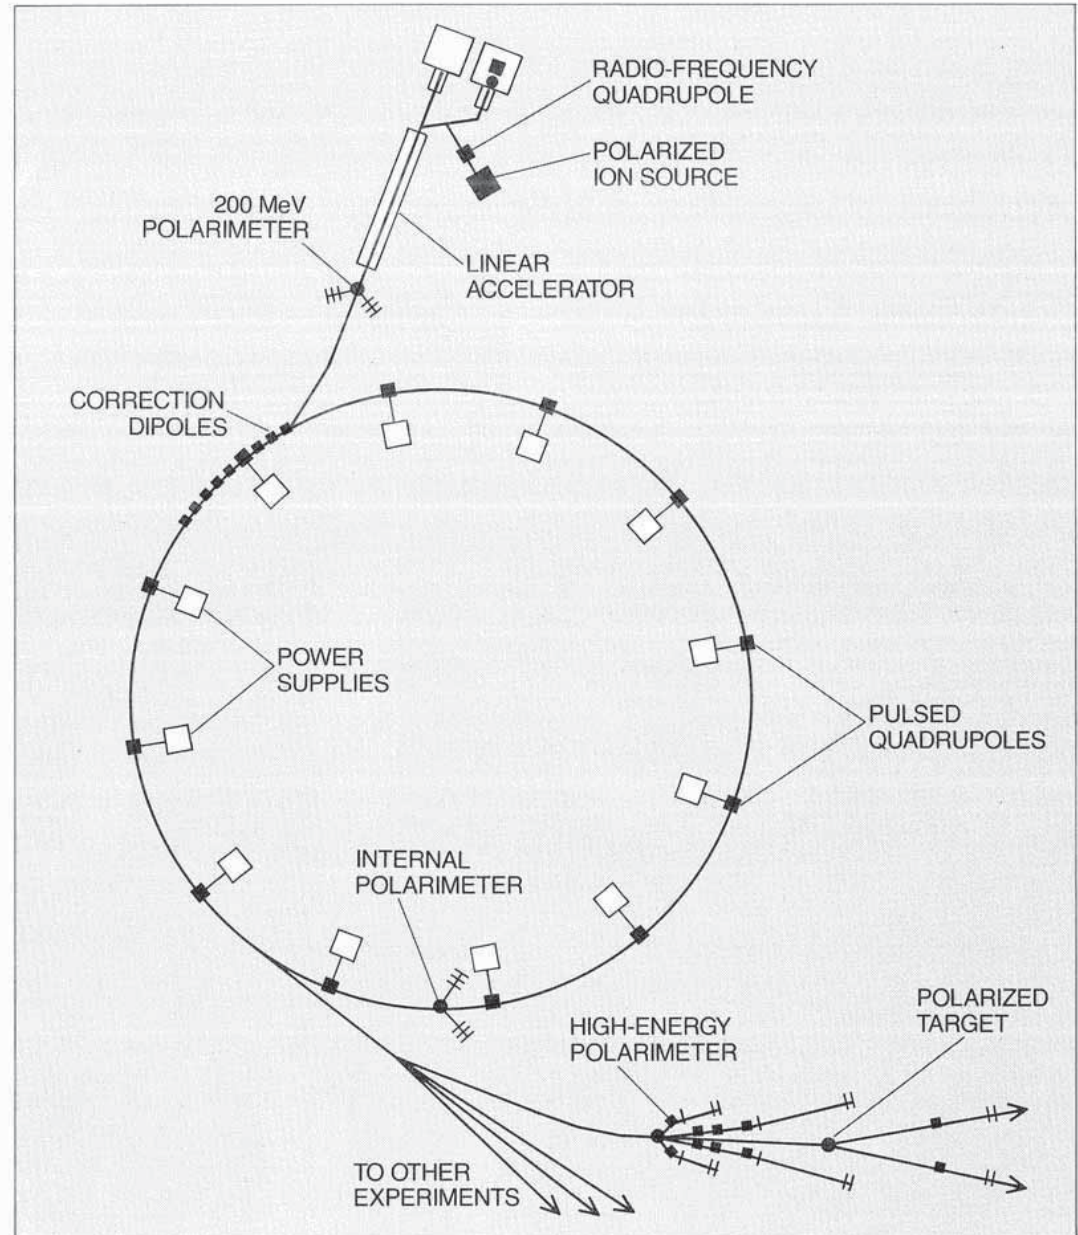 RADIO-FREQUENCY
QUADRUPOLE
POLARIZED
ION SOURCE
200 MeV
POLARIMETER
LINEAR
ACCELERATOR
CORRECTION
DIPOLES
POWER
SUPPLIES
PULSED
QUADRUPOLES
INTERNAL
POLARIMETER
POLARIZED
TARGET
HIGH-ENERGY
POLARIMETER
TO OTHER
EXPERIMENTS